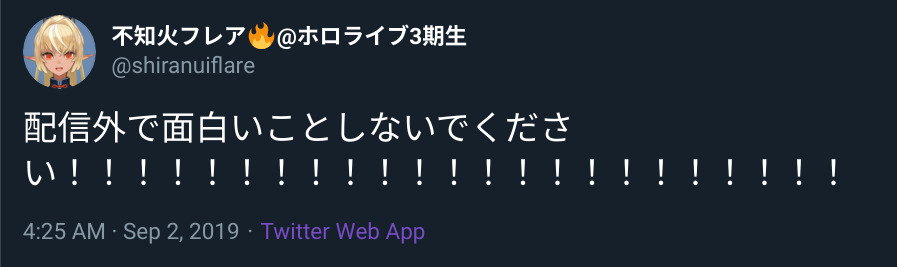 不知火フレア🔥@ホロライブ3期生
@shiranuiflare
配信外で面白いことしないでくださ
い！！！！！！！！！！！！！！！！！！！！！！！
4:25 AM · Sep 2, 2019 · Twitter Web App